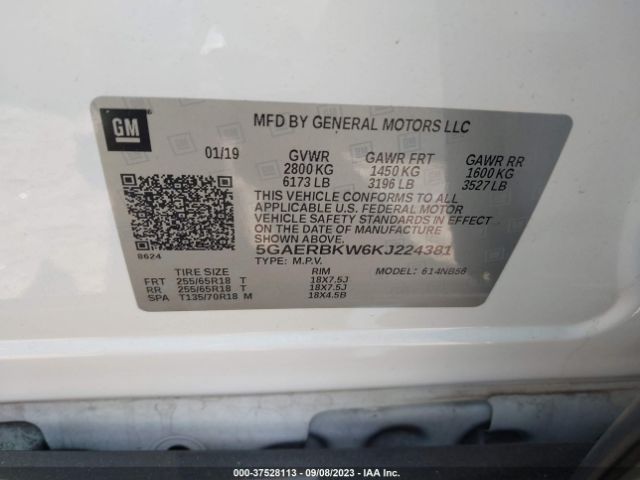 GM
MFD BY GENERAL MOTORS LLC
01/19 GVWR GAWR FRT GAWR RR
2800 KG 1450 KG 1600 KG
6173 LB 3196 LB 3527 LB
THIS VEHICLE CONFORMS TO ALL
APPLICABLE U.S. FEDERAL MOTOR
VEHICLE SAFETY STANDARDS IN EFFECT
ON THE DATE OF MANUFACTURE
SHOWN ABOVE.
8624
5GAERBKW6KJ224381
TYPE: M.P.V. MODEL: 614NB56
TIRE SIZE RIM
FRT 255/65R18 T 18X7.5J
RR 255/65R18 T 18X7.5J
SPA T135/70R18 M 18X4.5B
000-37528113 - 09/08/2023 - IAA Inc.